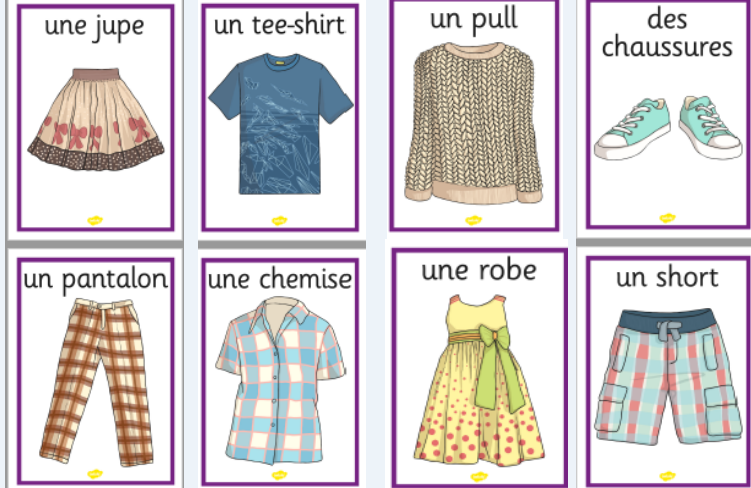 une jupe
un tee-shirt
un pull
des
chaussures
un pantalon
une chemise
une robe
un short